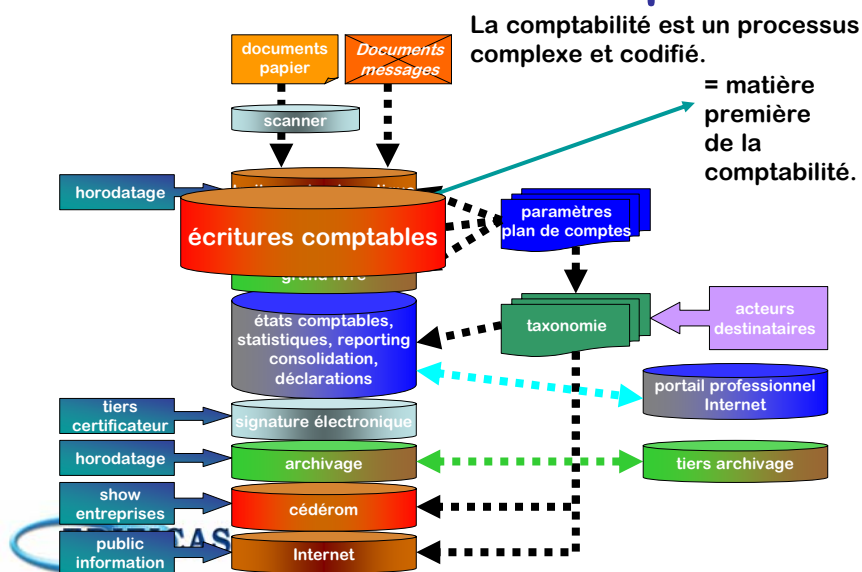 La comptabilité est un processus
complexe et codifié.
= matière
première
de la
comptabilité.
documents
papier
Documents
messages
scanner
horodatage
écritures comptables
grand livre
paramètres
plan de comptes
états comptables,
statistiques, reporting
consolidation,
déclarations
taxonomie
acteurs
destinataires
portail professionnel
Internet
tiers
certificateur
signature électronique
horodatage
archivage
tiers archivage
show
entreprises
cédérom
public
information
Internet